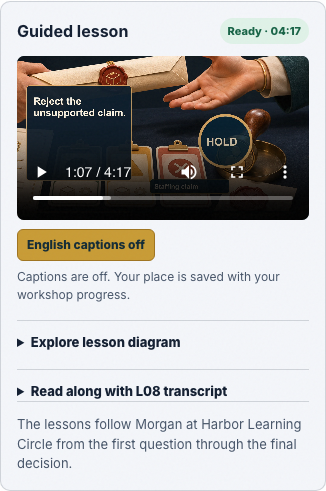 Guided lesson
Ready · 04:17
Reject the
unsupported claim.
HOLD
Staffing claim
1:07 / 4:17
English captions off
Captions are off. Your place is saved with your
workshop progress.
Explore lesson diagram
Read along with L08 transcript
The lessons follow Morgan at Harbor Learning
Circle from the first question through the final
decision.